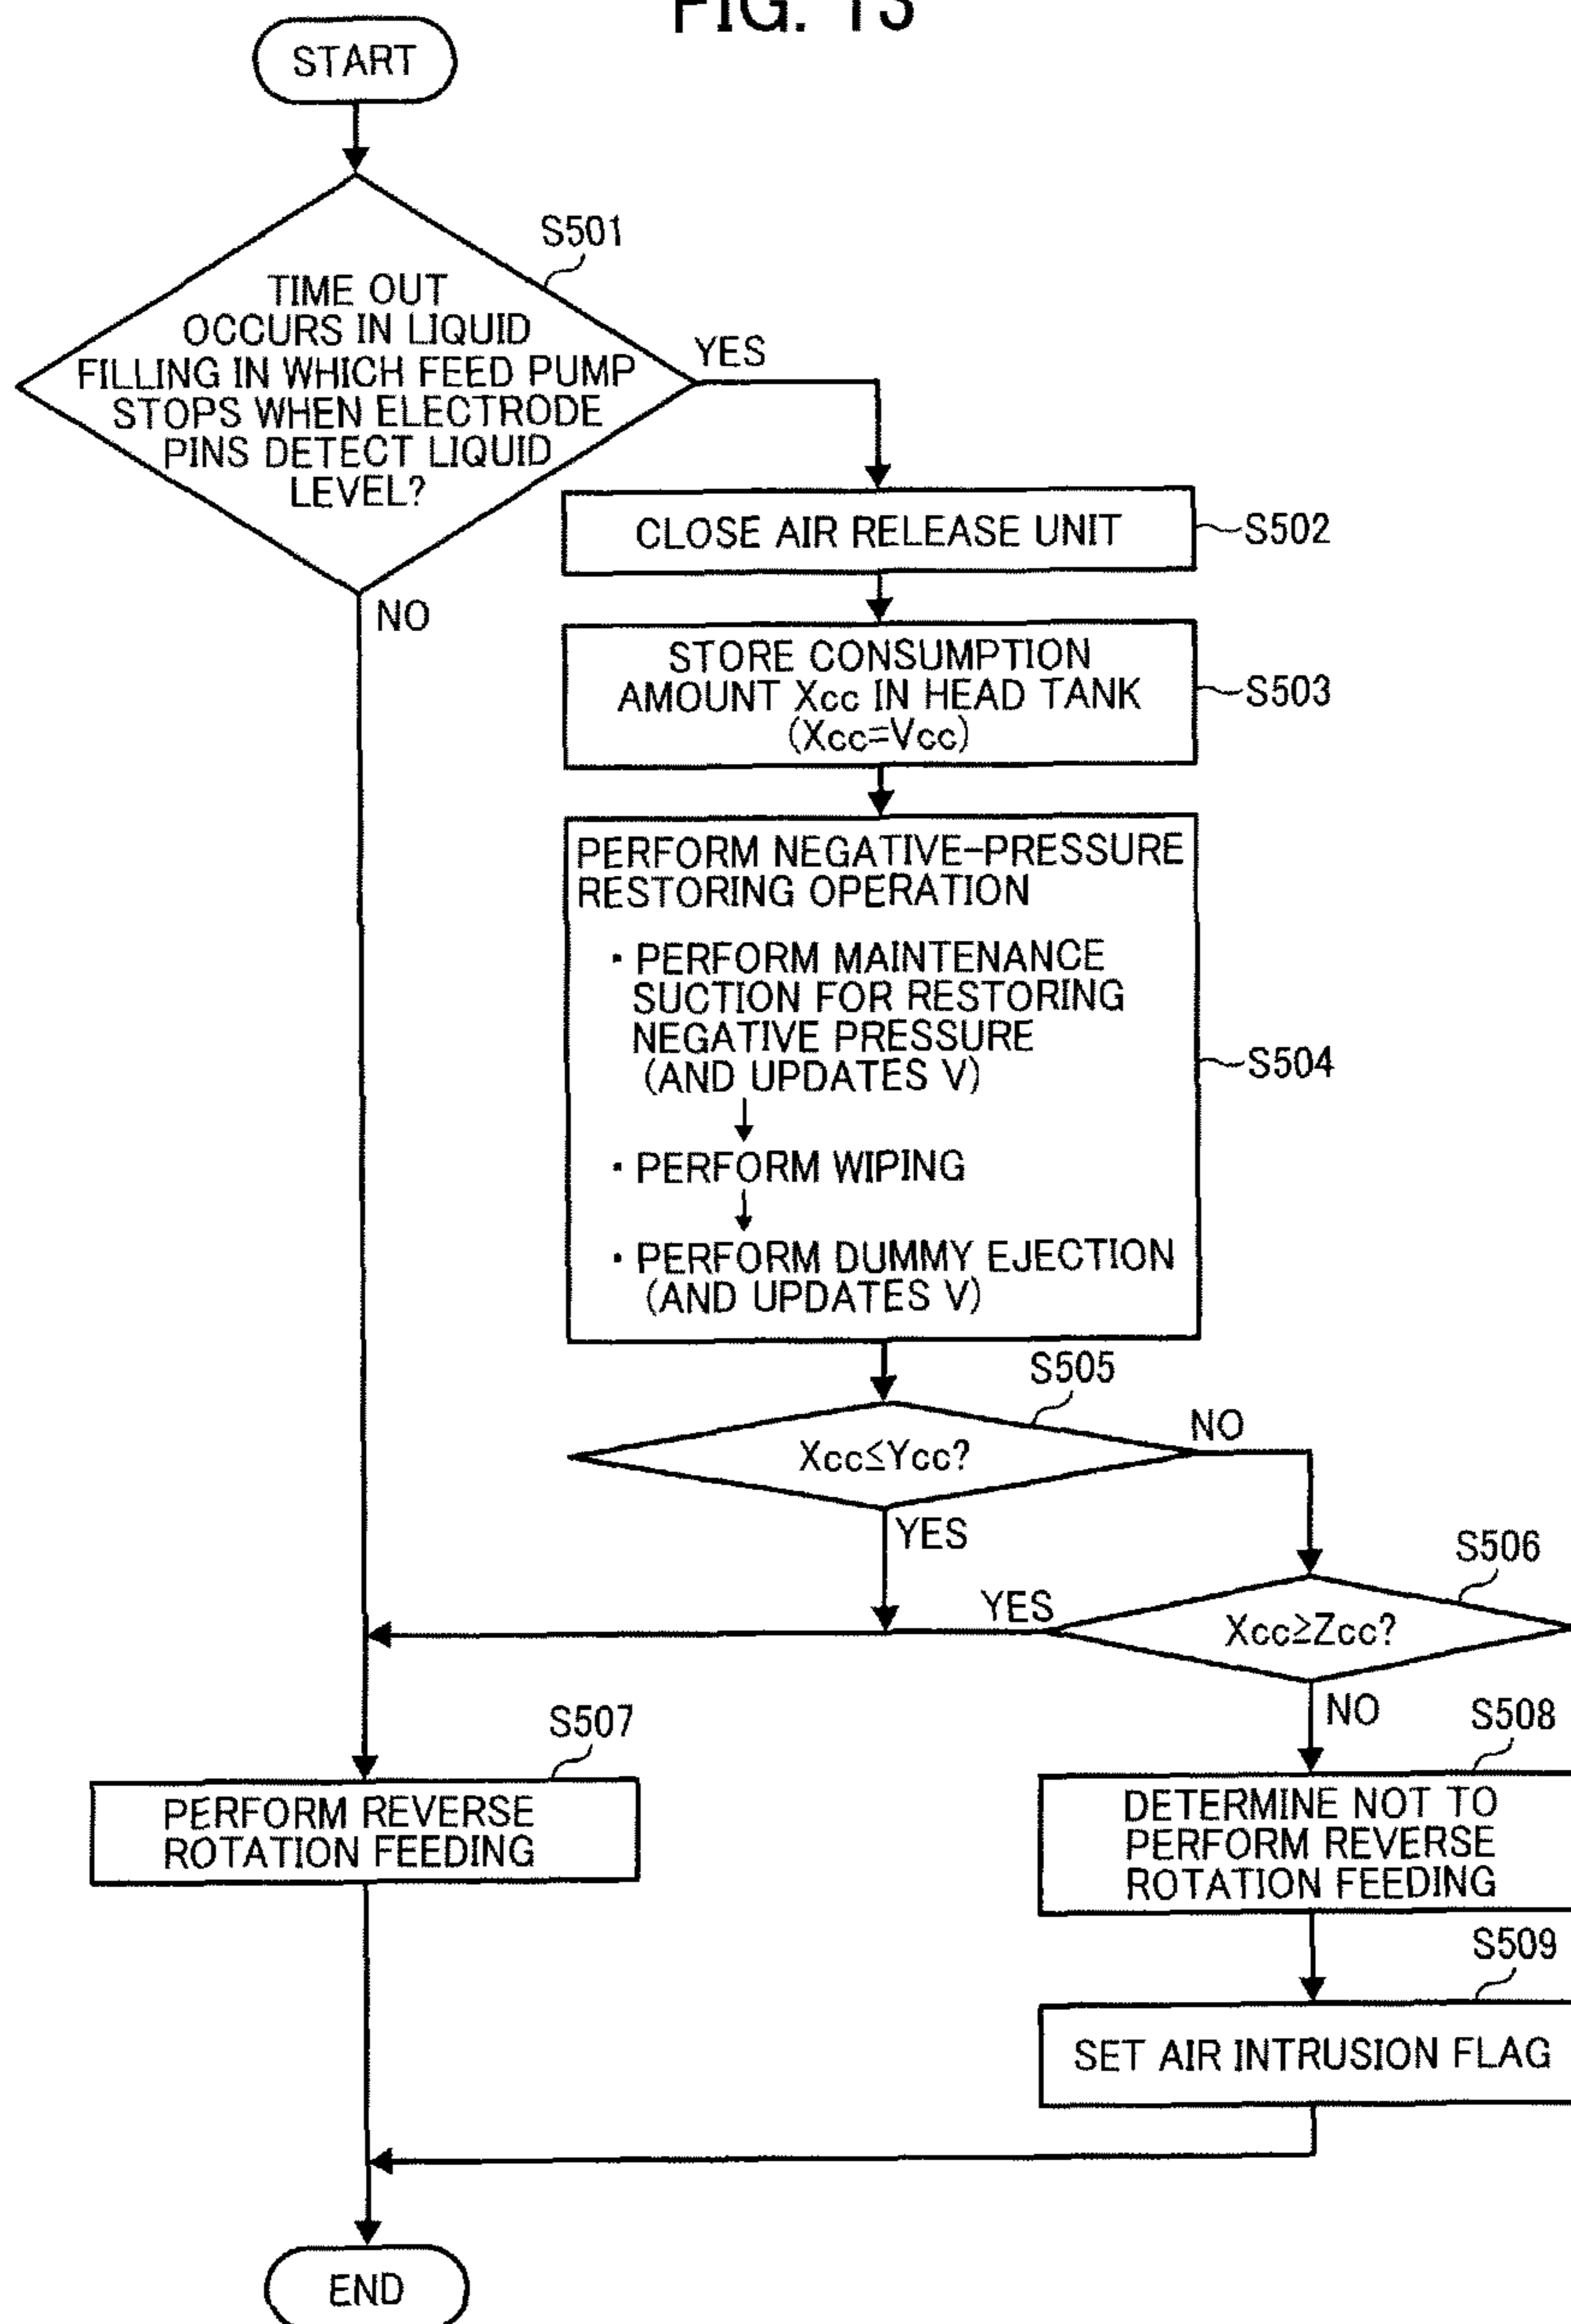 FIG. 13
START
S501
TIME OUT
OCCURS IN LIQUID
FILLING IN WHICH FEED PUMP
STOPS WHEN ELECTRODE
PINS DETECT LIQUID
LEVEL?
YES
NO
CLOSE AIR RELEASE UNIT
S502
STORE CONSUMPTION
AMOUNT Xcc IN HEAD TANK
(Xcc=Vcc)
S503
PERFORM NEGATIVE-PRESSURE
RESTORING OPERATION
・PERFORM MAINTENANCE
SUCTION FOR RESTORING
NEGATIVE PRESSURE
(AND UPDATES V)
・PERFORM WIPING
・PERFORM DUMMY EJECTION
(AND UPDATES V)
S504
S505
Xcc≤Ycc?
NO
YES
S506
Xcc≥Zcc?
YES
NO
S507
PERFORM REVERSE
ROTATION FEEDING
S508
DETERMINE NOT TO
PERFORM REVERSE
ROTATION FEEDING
S509
SET AIR INTRUSION FLAG
END